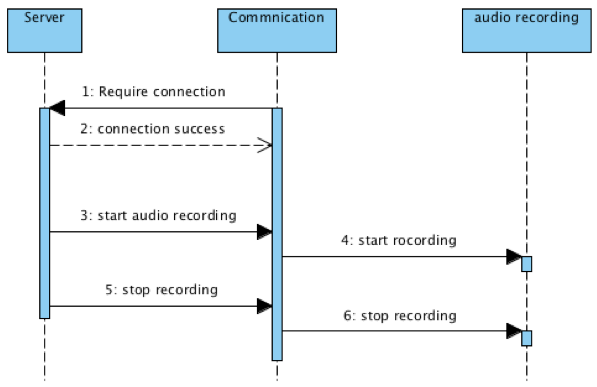 Server
Commnication
audio recording
1: Require connection
2: connection success
3: start audio recording
4: start rocording
5: stop recording
6: stop recording